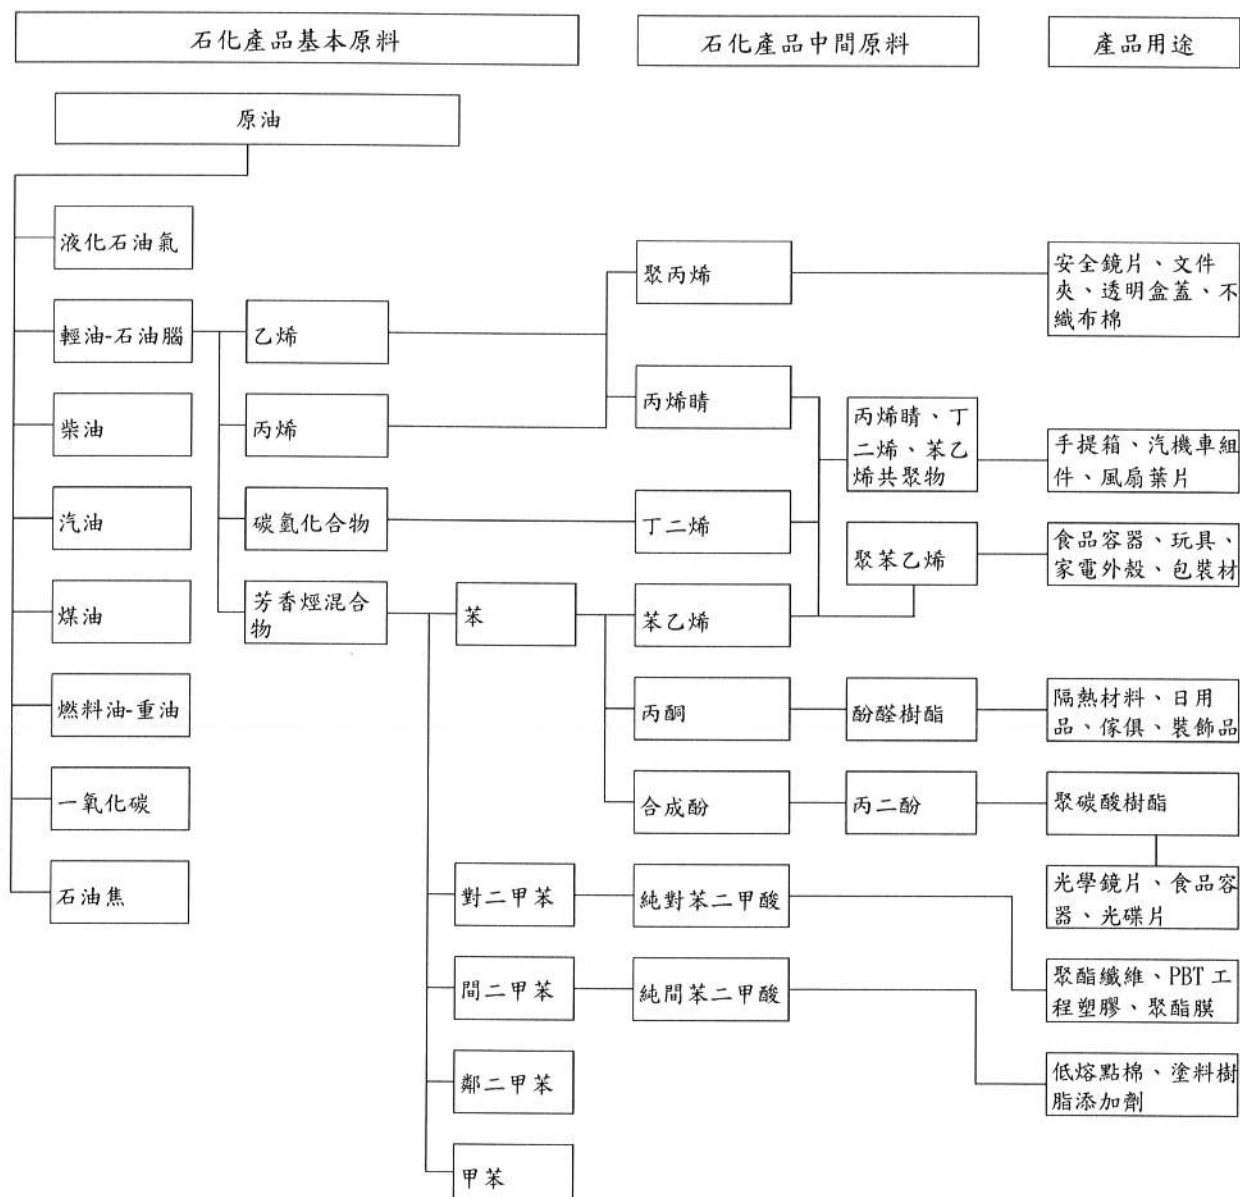 石化產品基本原料
石化產品中間原料
產品用途
原油
液化石油氣
聚丙烯
安全鏡片、文件
夾、透明盒蓋、不
織布棉
輕油-石油腦
乙烯
丙烯
丙烯晴
丙烯晴、丁
二烯、苯乙
烯共聚物
手提箱、汽機車組
件、風扇葉片
柴油
汽油
碳氫化合物
丁二烯
聚苯乙烯
食品容器、玩具、
家電外殼、包裝材
煤油
芳香烴混合
物
苯
苯乙烯
燃料油-重油
丙酮
酚醛樹酯
隔熱材料、日用
品、傢俱、裝飾品
一氧化碳
合成酚
丙二酚
聚碳酸樹酯
石油焦
對二甲苯
純對苯二甲酸
光學鏡片、食品容
器、光碟片
間二甲苯
純間苯二甲酸
聚酯纖維、PBT工
程塑膠、聚酯膜
鄰二甲苯
低熔點棉、塗料樹
脂添加劑
甲苯